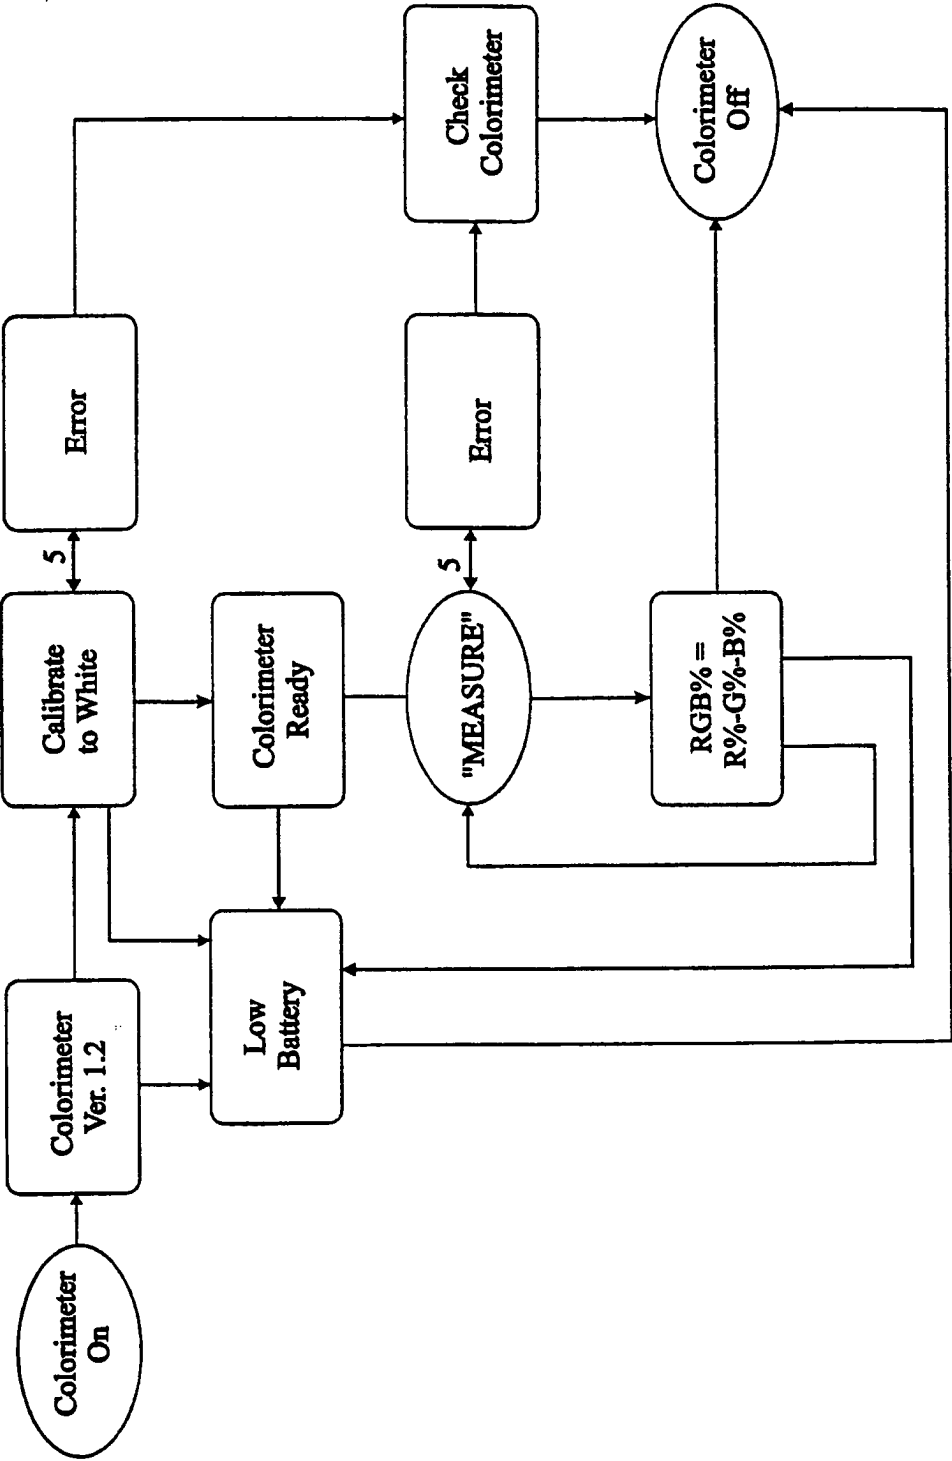 Colorimeter
On
Colorimeter
Ver. 1.2
Calibrate
to White
5
Error
Low
Battery
Colorimeter
Ready
"MEASURE"
5
Error
Check
Colorimeter
RGB% =
R%-G%-B%
Colorimeter
Off